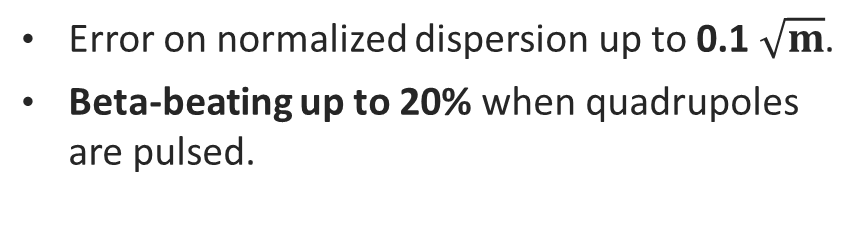 • Error on normalized dispersion up to 0.1 √m.
• Beta-beating up to 20% when quadrupoles
are pulsed.